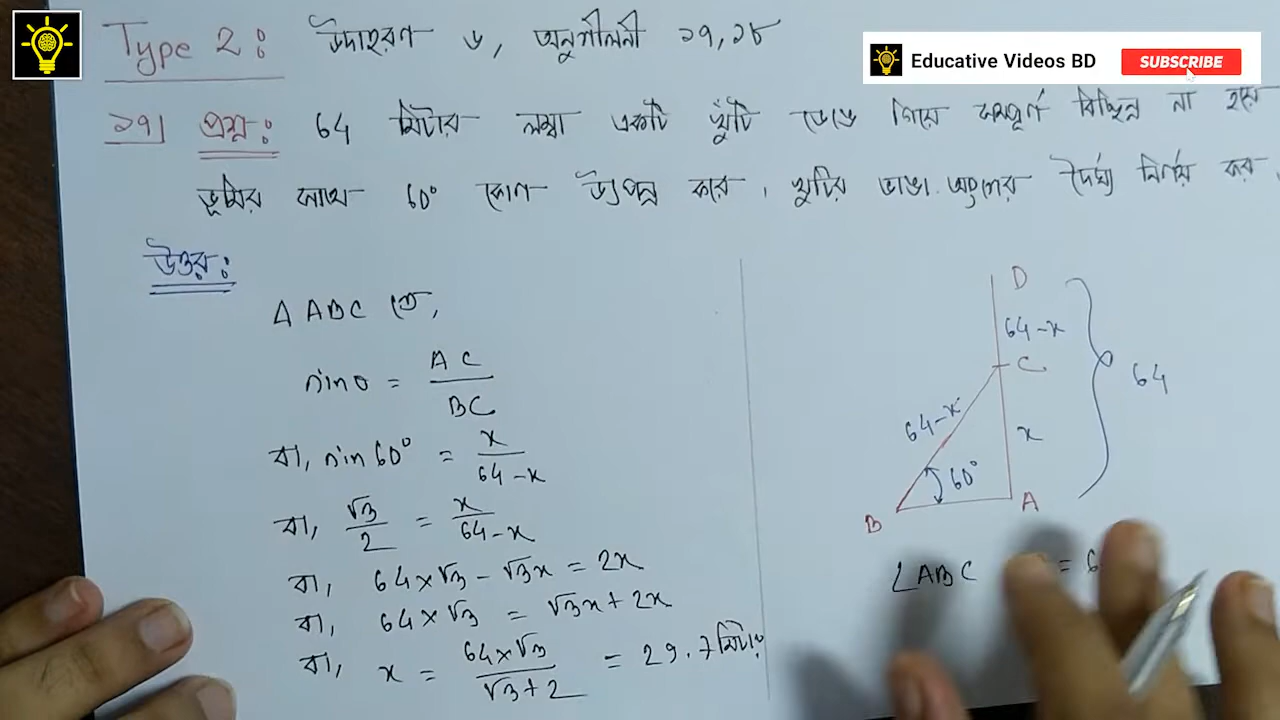 Type 2: উদাহরণ ৬, অনুশীলনী ১৭,১৮
Educative Videos BD SUBSCRIBE
১৭| প্রশ্ন: 64 মিটার লম্বা একটি খুঁটি ভেঙে গিয়ে সম্পূর্ণ বিচ্ছিন্ন না হয়ে
ভূমির সাথে 60° কোণ উৎপন্ন করে। খুটির ভাঙা অংশের দৈর্ঘ্য নির্ণয় কর।
উত্তর:
Δ ABC তে,
sinθ = AC/BC
বা, sin60° = x/64-x
বা, √3/2 = x/64-x
বা, 64×√3 - √3x = 2x
বা, 64×√3 = √3x + 2x
বা, x = 64×√3/√3+2 = 29.7 মিটার
D
64-x
C
64
64-x
x
60°
B
A
∠ABC = 6